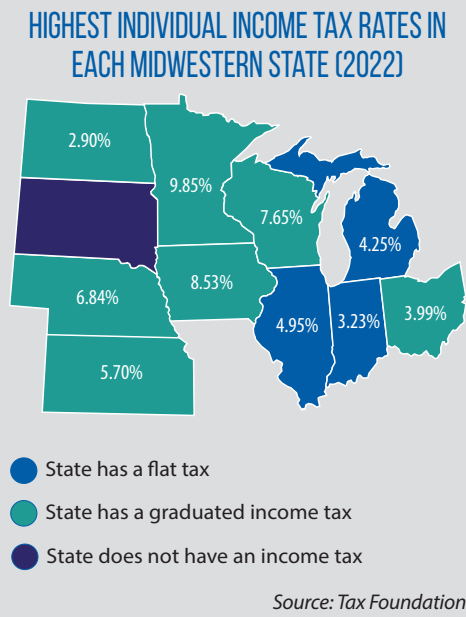 HIGHEST INDIVIDUAL INCOME TAX RATES IN
EACH MIDWESTERN STATE (2022)
2.90%
9.85%
7.65%
4.25%
6.84%
8.53%
4.95%
3.23%
3.99%
5.70%
State has a flat tax
State has a graduated income tax
State does not have an income tax
Source: Tax Foundation